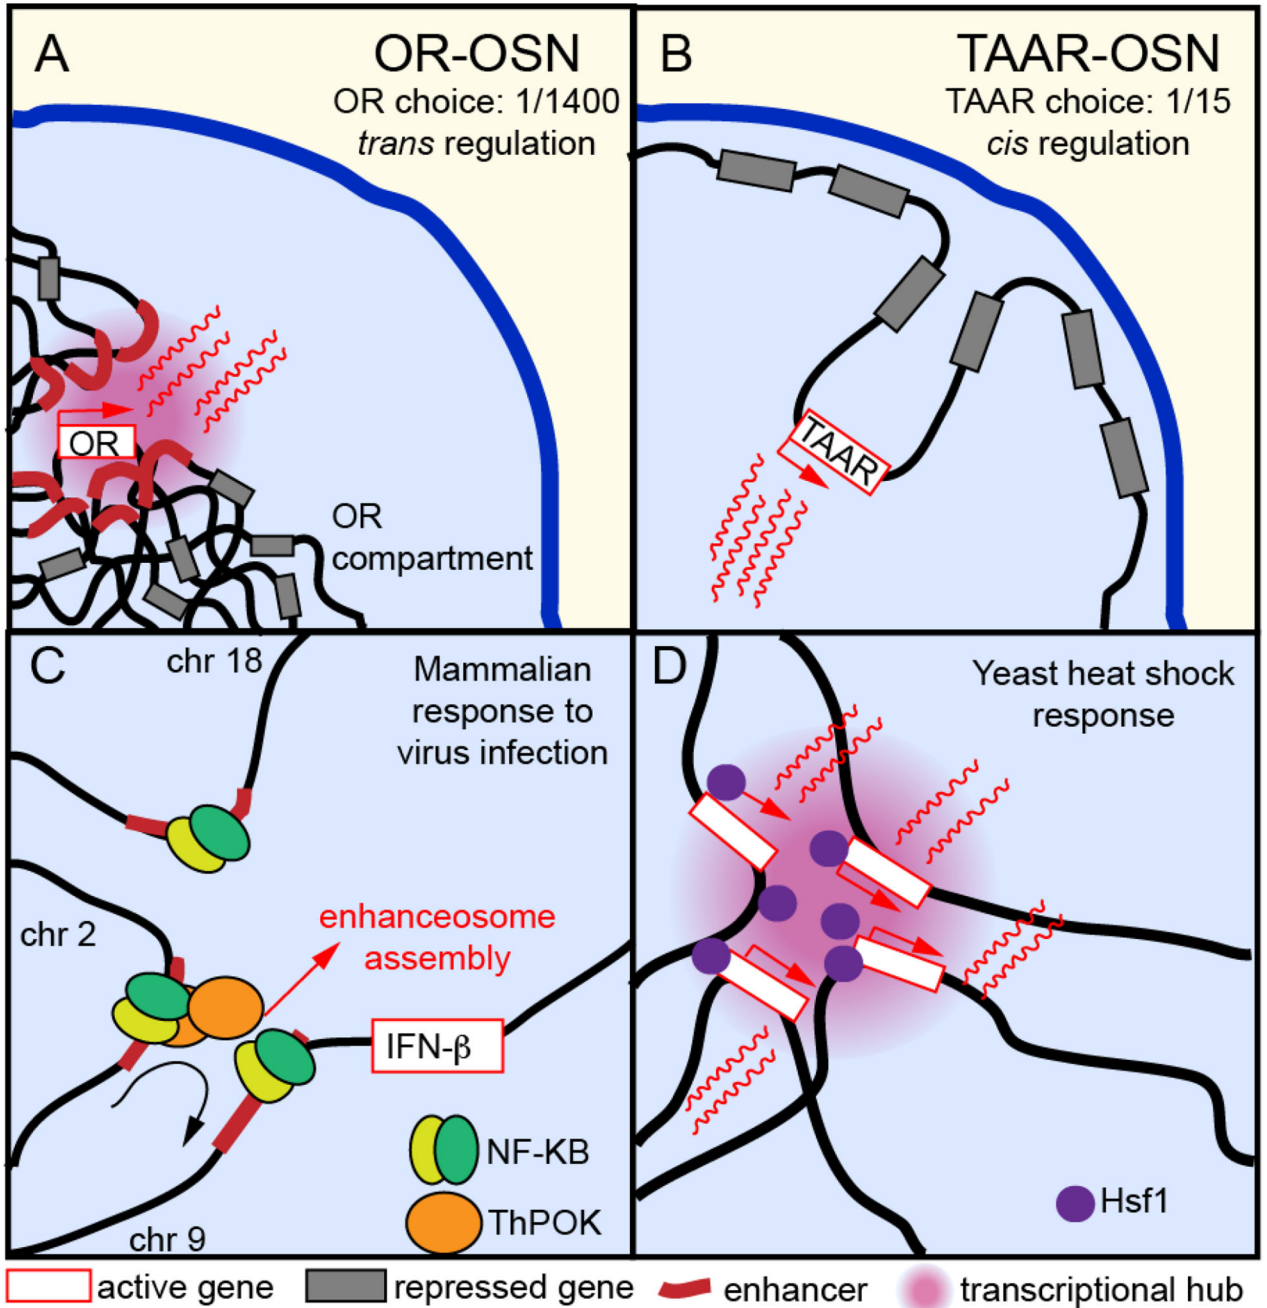 A
OR-OSN
OR choice: 1/1400
trans regulation
OR
OR
compartment
B
TAAR-OSN
TAAR choice: 1/15
cis regulation
TAAR
C
chr 18
Mammalian
response to
virus infection
chr 2
enhanceosome
assembly
IFN-β
NF-KB
ThPOK
chr 9
D
Yeast heat shock
response
Hsf1
active gene
repressed gene
enhancer
transcriptional hub